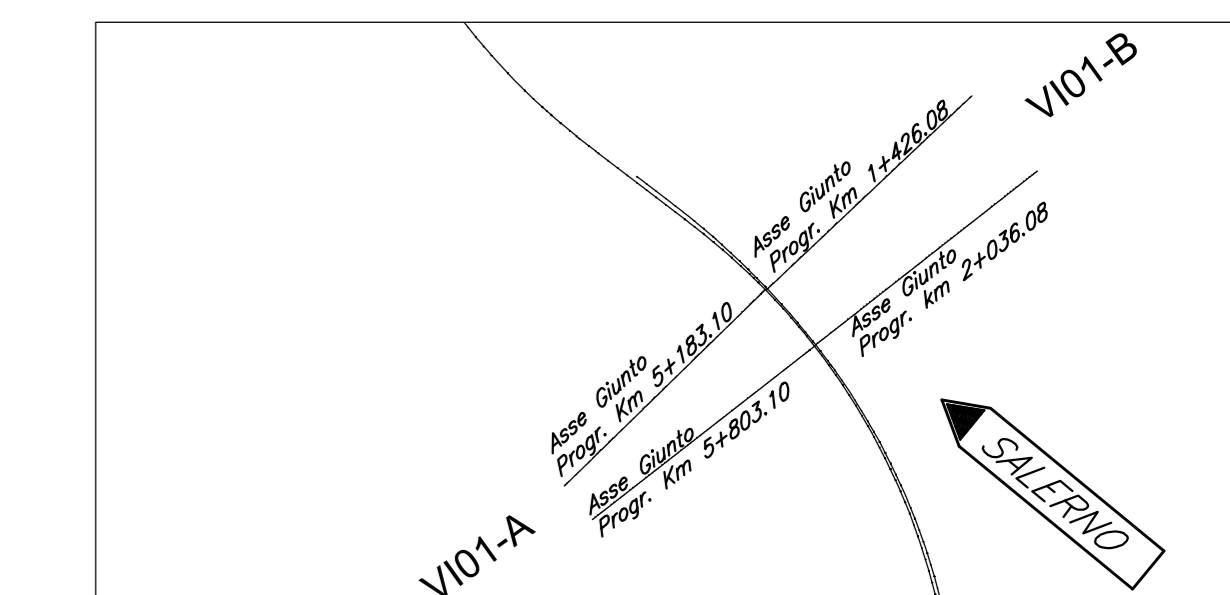 VI01-B
Asse Giunto
Progr. Km 1+426.08
Asse Giunto
Progr. km 2+036.08
Asse Giunto
Progr. Km 5+183.10
Asse Giunto
Progr. Km 5+803.10
VI01-A
SALERNO